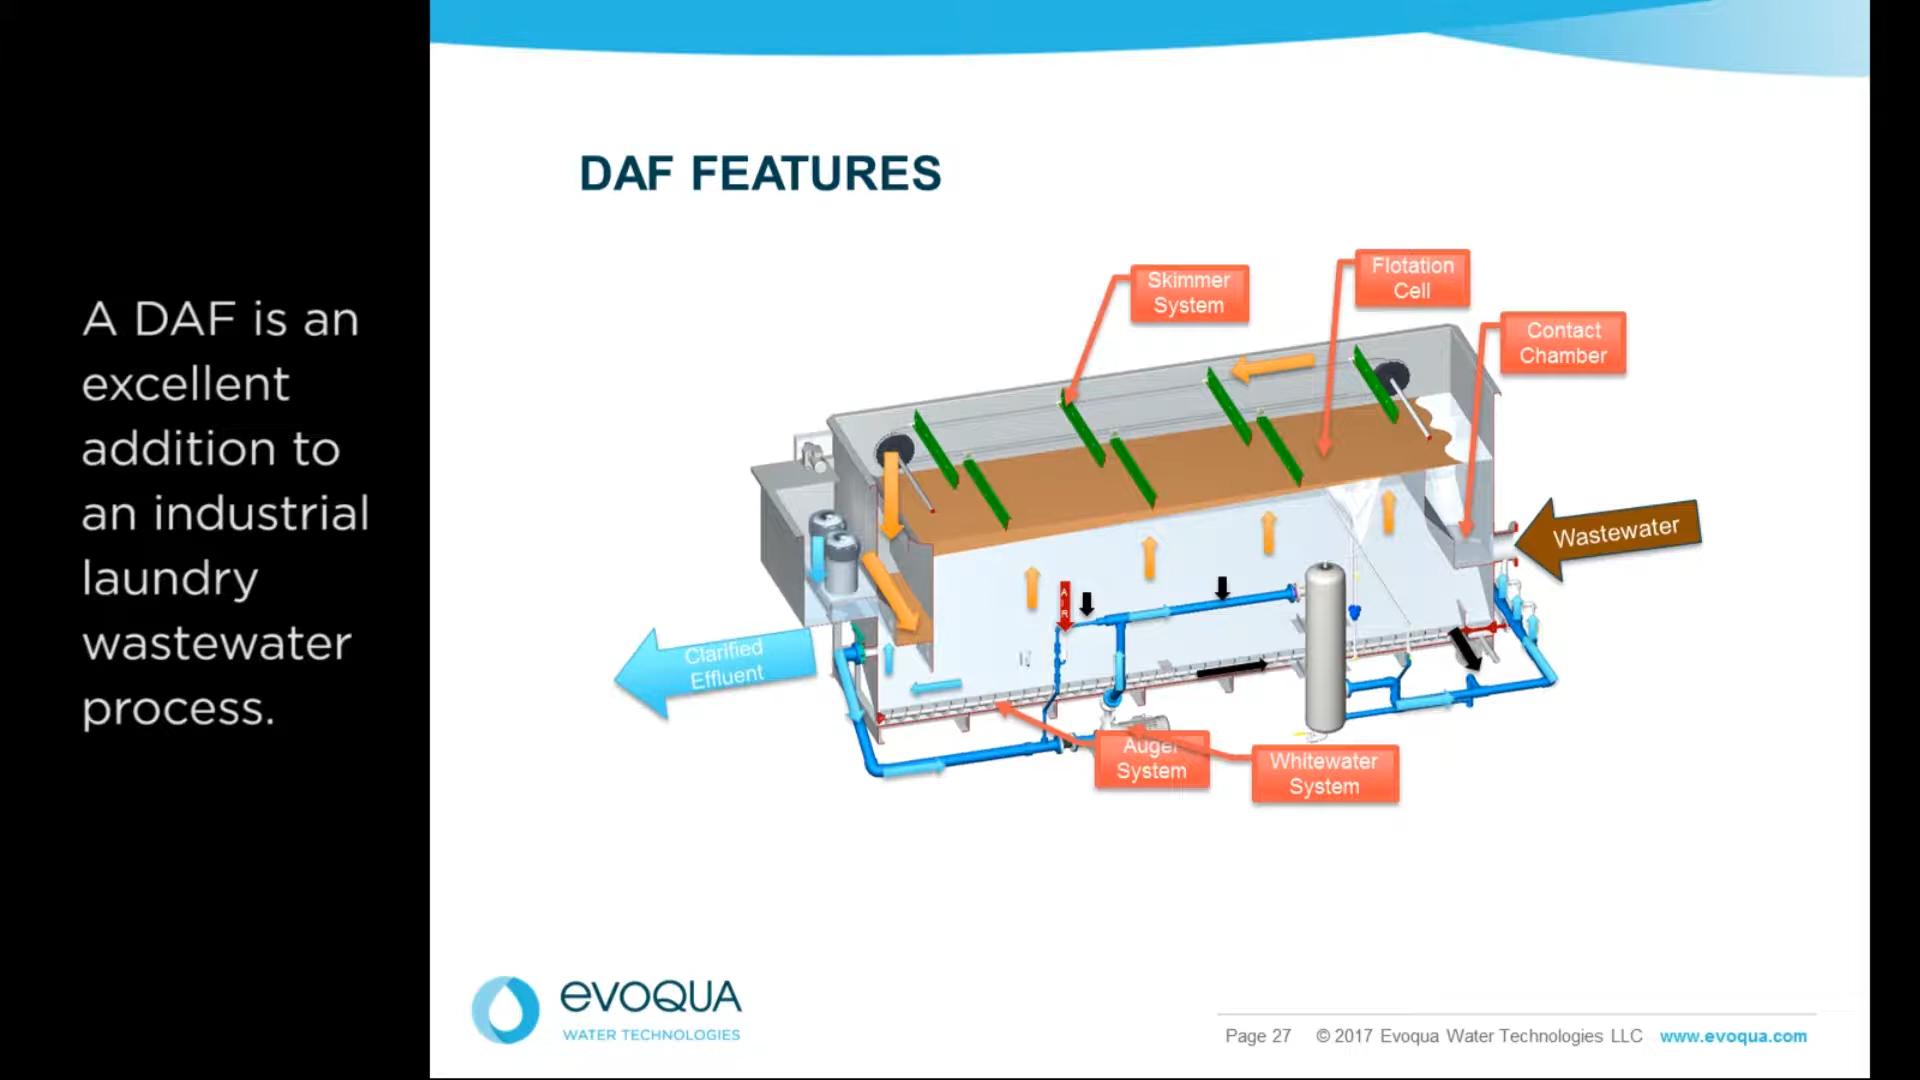 A DAF is an
excellent
addition to
an industrial
laundry
wastewater
process.
DAF FEATURES
Skimmer
System
Flotation
Cell
Contact
Chamber
Wastewater
AIR
Clarified
Effluent
Auger
System
Whitewater
System
evoqua
WATER TECHNOLOGIES
Page 27 © 2017 Evoqua Water Technologies LLC www.evoqua.com